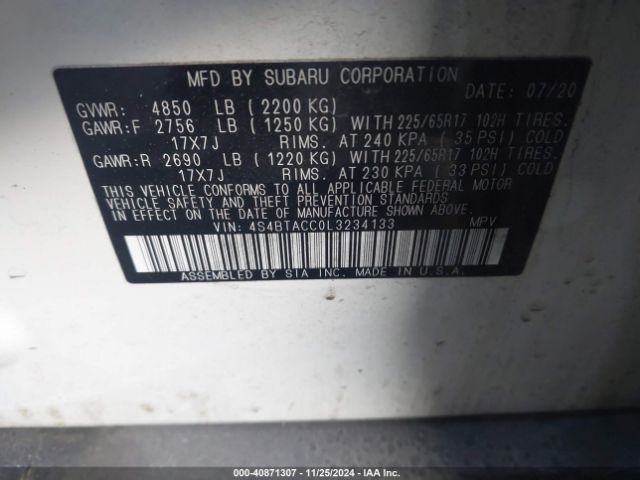 MFD BY SUBARU CORPORATION DATE: 07/20
GVWR: 4850 LB (2200 KG)
GAWR:F 2756 LB (1250 KG) WITH 225/65R17 102H TIRES.
17X7J RIMS. AT 240 KPA (35 PSI) COLD
GAWR:R 2690 LB (1220 KG) WITH 225/65R17 102H TIRES.
17X7J RIMS. AT 230 KPA (33 PSI) COLD
THIS VEHICLE CONFORMS TO ALL APPLICABLE FEDERAL MOTOR
VEHICLE SAFETY AND THEFT PREVENTION STANDARDS
IN EFFECT ON THE DATE OF MANUFACTURE SHOWN ABOVE.
VIN: 4S4BTACC0L3234133 MPV
ASSEMBLED BY SIA INC. MADE IN U.S.A.
000-40871307 - 11/25/2024 - IAA Inc.